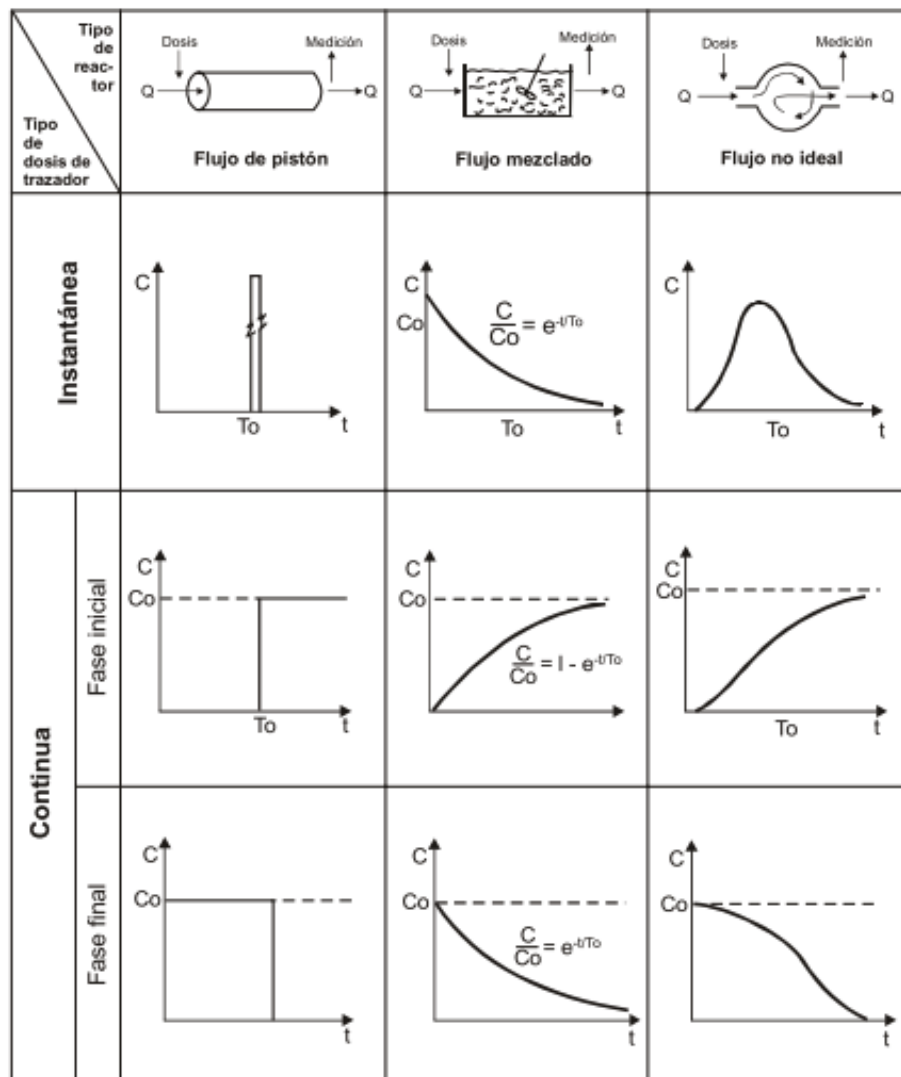 Tipo
de
reac-
tor
Tipo
de
dosis de
trazador
Dosis
Medición
Q
Q
Flujo de pistón
Dosis
Medición
Q
Q
Flujo mezclado
Dosis
Medición
Q
Q
Flujo no ideal
Instantánea
C
To
t
C
Co
C/Co = e-t/To
To
t
C
To
t
Continua
Fase inicial
C
Co
To
t
C
Co
C/Co = I - e-t/To
t
C
Co
To
t
Fase final
C
Co
t
C
Co
C/Co = e-t/To
t
C
Co
t